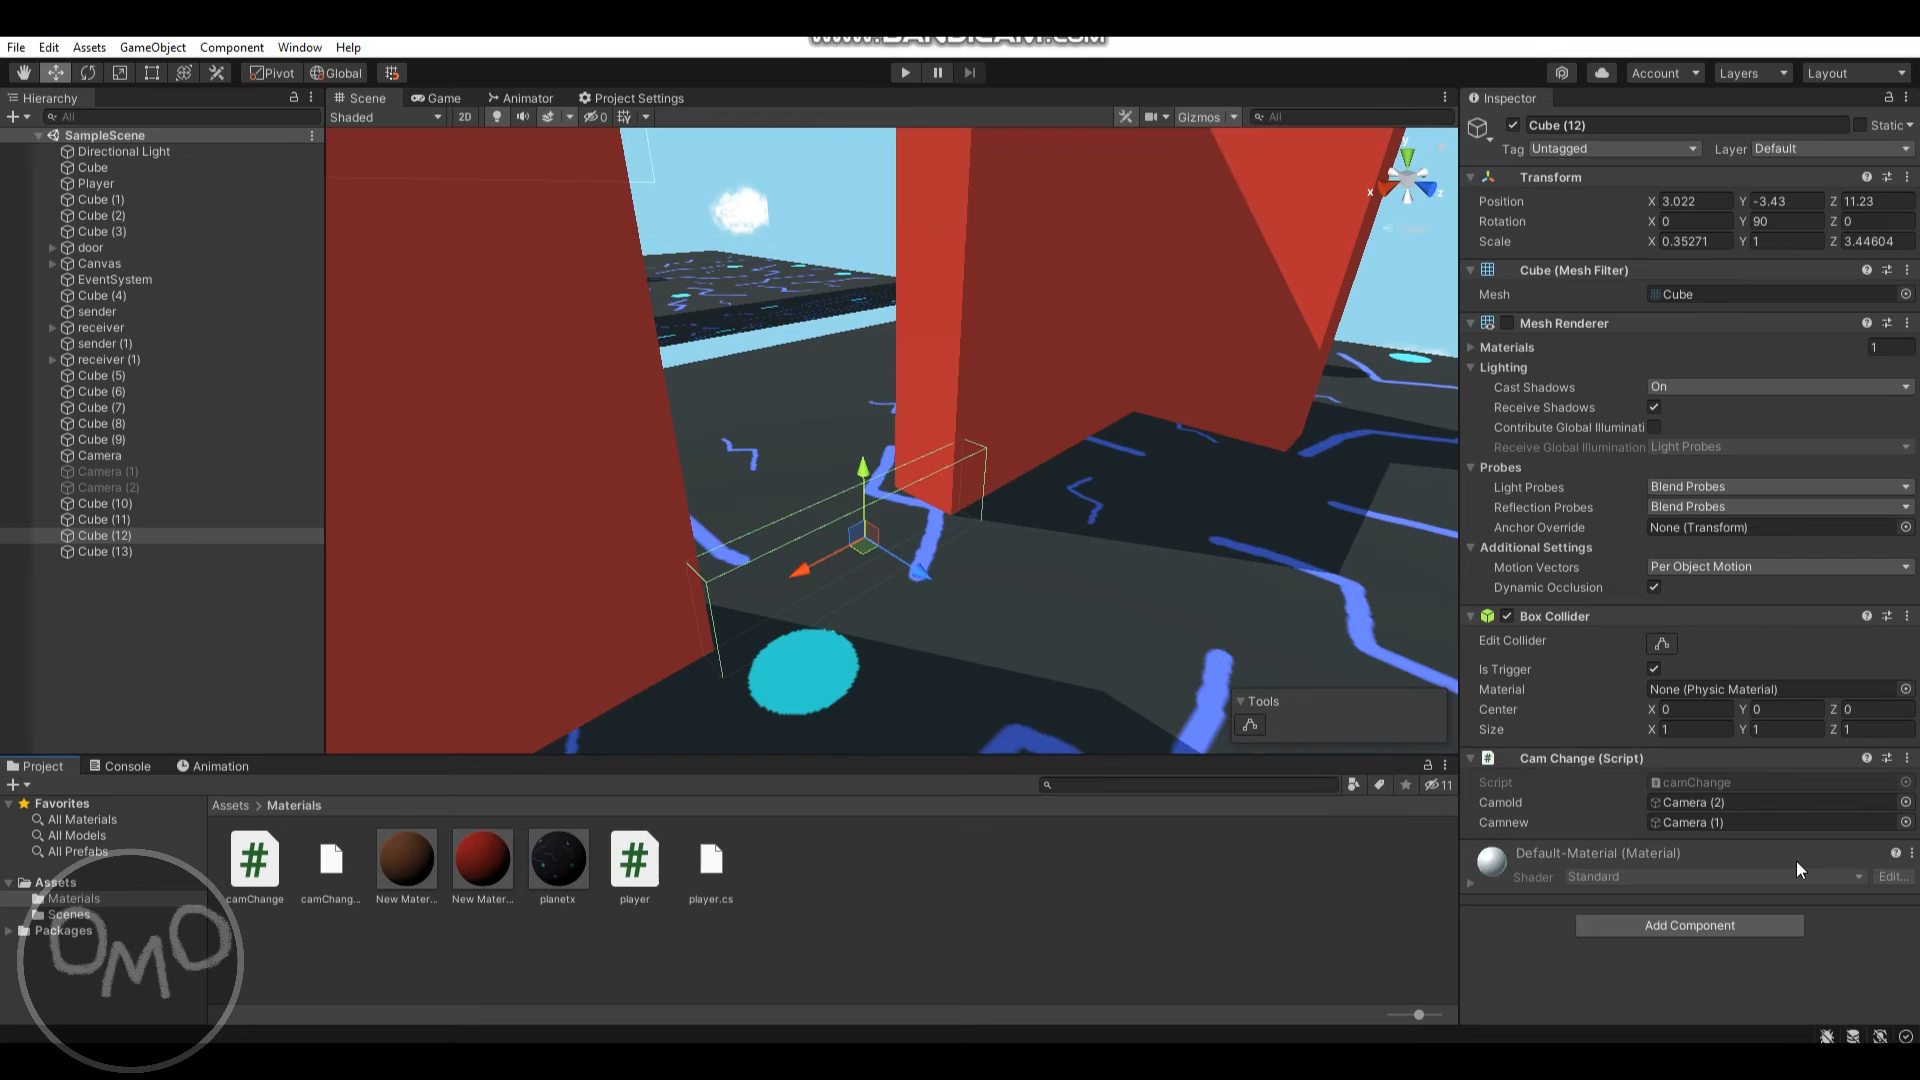 www.BANDICAM.com
File Edit Assets GameObject Component Window Help
Pivot Global
Account Layers Layout
Hierarchy
All
SampleScene
Directional Light
Cube
Player
Cube (1)
Cube (2)
Cube (3)
door
Canvas
EventSystem
Cube (4)
sender
receiver
sender (1)
receiver (1)
Cube (5)
Cube (6)
Cube (7)
Cube (8)
Cube (9)
Camera
Camera (1)
Camera (2)
Cube (10)
Cube (11)
Cube (12)
Cube (13)
Scene Game Animator Project Settings
Shaded 2D 0 Gizmos All
y
x
z
Tools
Inspector
Cube (12) Static
Tag Untagged Layer Default
Transform
Position X 3.022 Y -3.43 Z 11.23
Rotation X 0 Y 90 Z 0
Scale X 0.35271 Y 1 Z 3.44604
Cube (Mesh Filter)
Mesh Cube
Mesh Renderer
Materials 1
Lighting
Cast Shadows On
Receive Shadows
Contribute Global Illuminati
Receive Global Illumination Light Probes
Probes
Light Probes Blend Probes
Reflection Probes Blend Probes
Anchor Override None (Transform)
Additional Settings
Motion Vectors Per Object Motion
Dynamic Occlusion
Box Collider
Edit Collider
Is Trigger
Material None (Physic Material)
Center X 0 Y 0 Z 0
Size X 1 Y 1 Z 1
Cam Change (Script)
Script camChange
Camold Camera (2)
Camnew Camera (1)
Default-Material (Material)
Shader Standard Edit...
Add Component
Project Console Animation
11
Favorites
All Materials
All Models
All Prefabs
Assets
Materials
Scenes
Packages
Assets > Materials
camChange camChang... New Mater... New Mater... planetx player player.cs
OMO